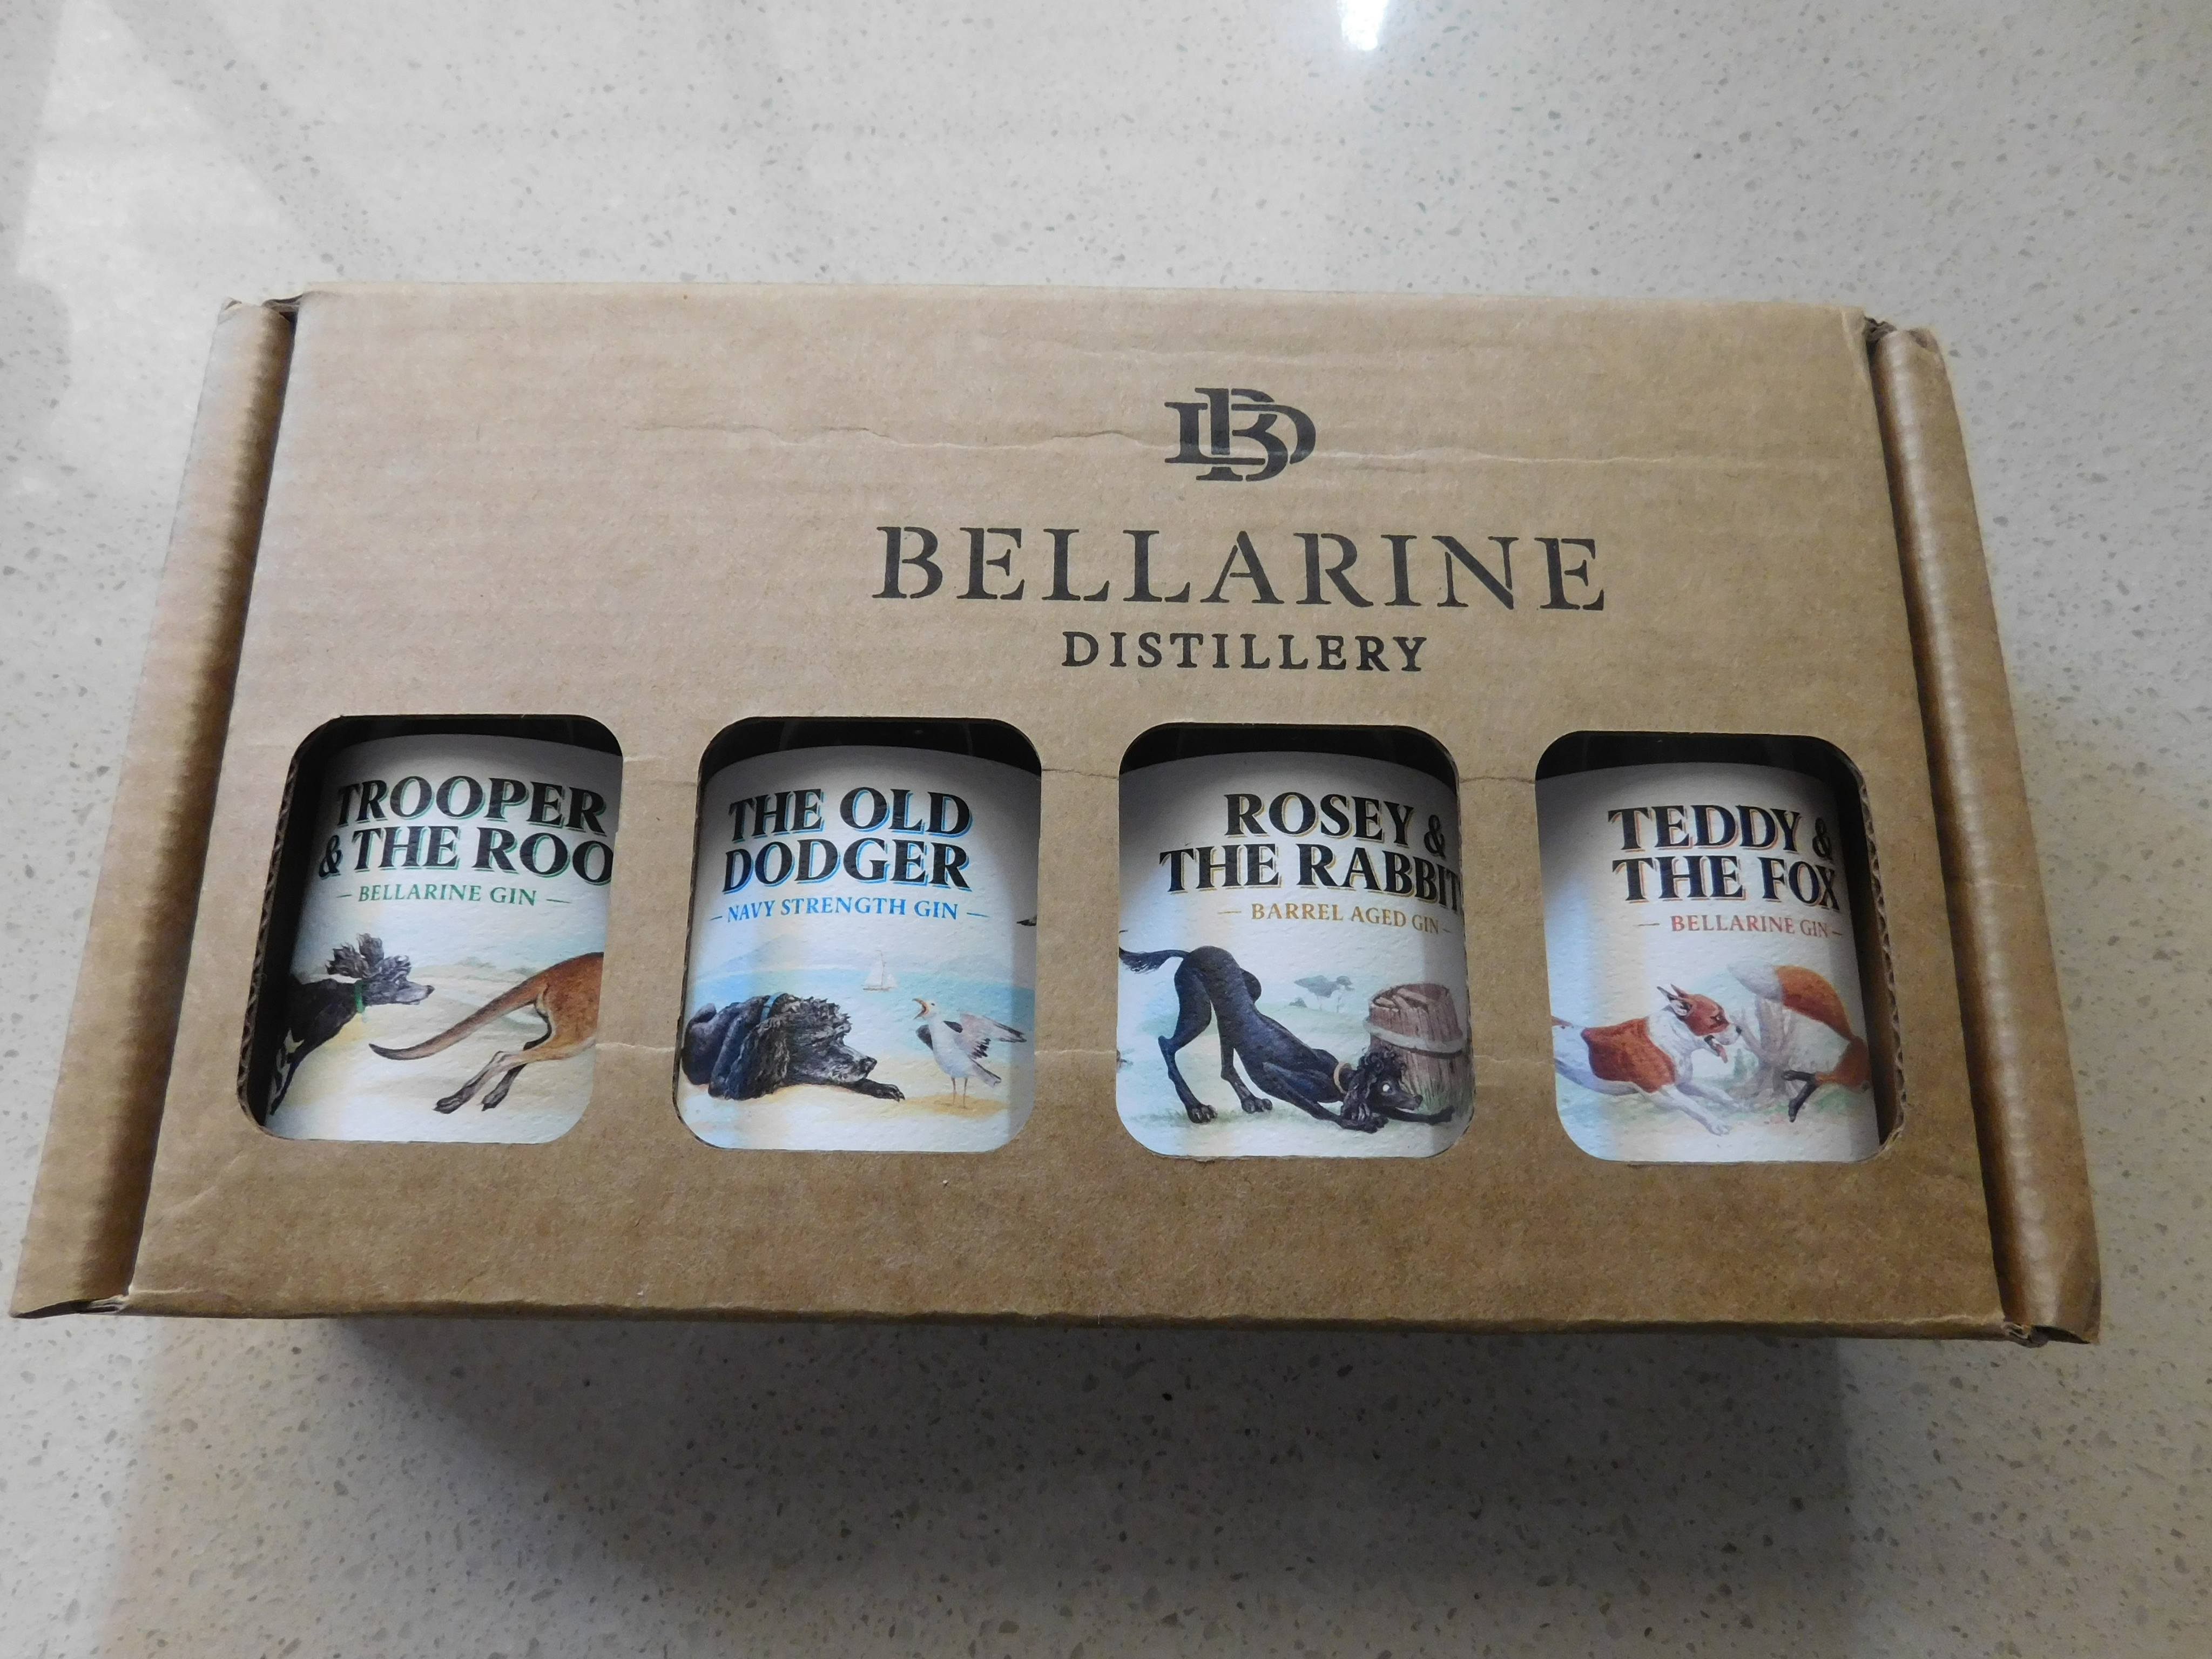 BD
BELLARINE
DISTILLERY
TROOPER
& THE ROO
BELLARINE GIN
THE OLD
DODGER
NAVY STRENGTH GIN
ROSEY &
THE RABBIT
BARREL AGED GIN
TEDDY &
THE FOX
BELLARINE GIN